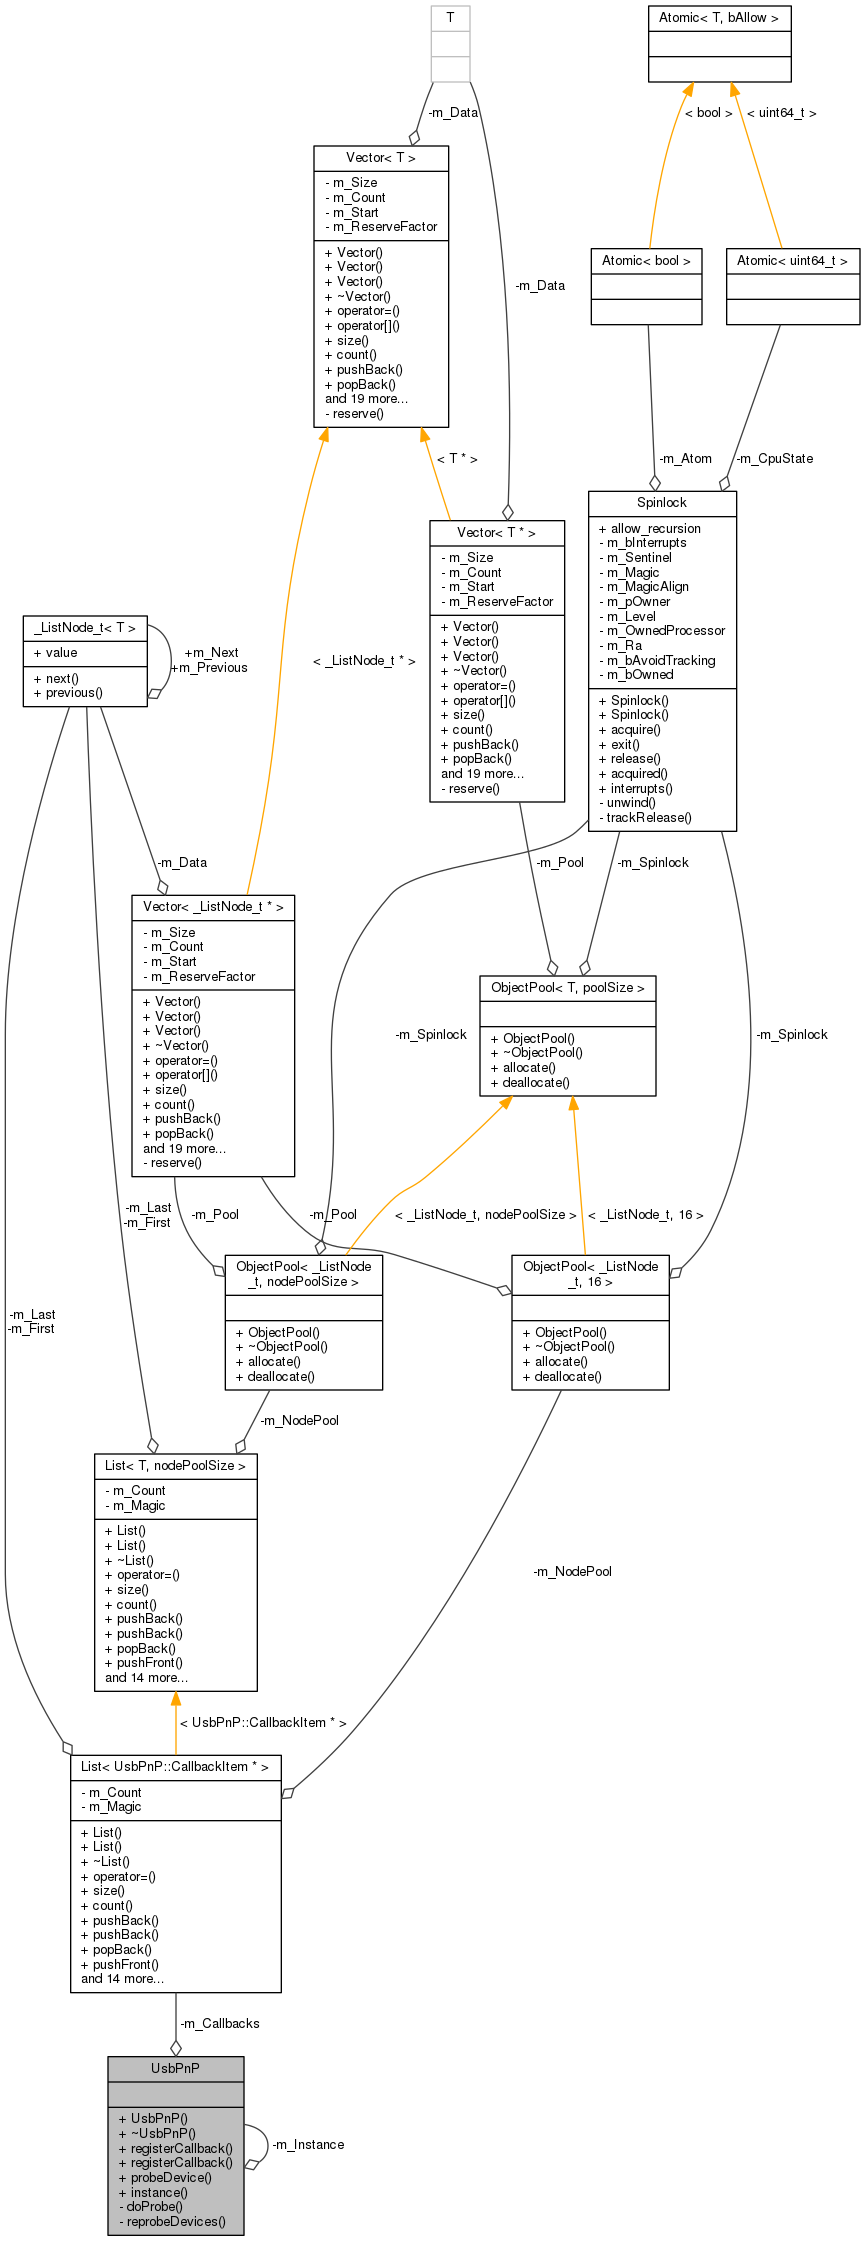 T
Atomic< T, bAllow >
-m_Data
< bool >
< uint64_t >
Vector< T >
- m_Size
- m_Count
- m_Start
- m_ReserveFactor
+ Vector()
+ Vector()
+ Vector()
+ ~Vector()
+ operator=()
+ operator[]()
+ size()
+ count()
+ pushBack()
+ popBack()
and 19 more...
- reserve()
Atomic< bool >
Atomic< uint64_t >
-m_Data
< T * >
-m_Atom
-m_CpuState
Vector< T * >
- m_Size
- m_Count
- m_Start
- m_ReserveFactor
+ Vector()
+ Vector()
+ Vector()
+ ~Vector()
+ operator=()
+ operator[]()
+ size()
+ count()
+ pushBack()
+ popBack()
and 19 more...
- reserve()
Spinlock
+ allow_recursion
- m_bInterrupts
- m_Sentinel
- m_Magic
- m_MagicAlign
- m_pOwner
- m_Level
- m_OwnedProcessor
- m_Ra
- m_bAvoidTracking
- m_bOwned
+ Spinlock()
+ Spinlock()
+ acquire()
+ exit()
+ release()
+ acquired()
+ interrupts()
- unwind()
- trackRelease()
_ListNode_t< T >
+ value
+ next()
+ previous()
+m_Next
+m_Previous
< _ListNode_t * >
-m_Data
-m_Pool
-m_Spinlock
Vector< _ListNode_t * >
- m_Size
- m_Count
- m_Start
- m_ReserveFactor
+ Vector()
+ Vector()
+ Vector()
+ ~Vector()
+ operator=()
+ operator[]()
+ size()
+ count()
+ pushBack()
+ popBack()
and 19 more...
- reserve()
ObjectPool< T, poolSize >
+ ObjectPool()
+ ~ObjectPool()
+ allocate()
+ deallocate()
-m_Spinlock
-m_Spinlock
-m_Last
-m_First
-m_Pool
-m_Pool
< _ListNode_t, nodePoolSize >
< _ListNode_t, 16 >
ObjectPool< _ListNode
_t, nodePoolSize >
+ ObjectPool()
+ ~ObjectPool()
+ allocate()
+ deallocate()
ObjectPool< _ListNode
_t, 16 >
+ ObjectPool()
+ ~ObjectPool()
+ allocate()
+ deallocate()
-m_Last
-m_First
-m_NodePool
List< T, nodePoolSize >
- m_Count
- m_Magic
+ List()
+ List()
+ ~List()
+ operator=()
+ size()
+ count()
+ pushBack()
+ pushBack()
+ popBack()
+ pushFront()
and 14 more...
-m_NodePool
< UsbPnP::CallbackItem * >
List< UsbPnP::CallbackItem * >
- m_Count
- m_Magic
+ List()
+ List()
+ ~List()
+ operator=()
+ size()
+ count()
+ pushBack()
+ pushBack()
+ popBack()
+ pushFront()
and 14 more...
-m_Callbacks
UsbPnP
+ UsbPnP()
+ ~UsbPnP()
+ registerCallback()
+ registerCallback()
+ probeDevice()
+ instance()
- doProbe()
- reprobeDevices()
-m_Instance